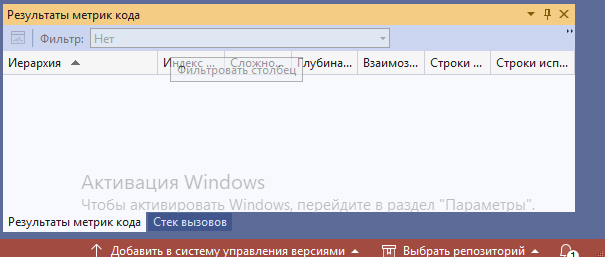 Результаты метрик кода
Фильтр: Нет
Иерархия Индекс ... Сложно... Глубина... Взаимоз... Строки ... Строки исп...
Фильтровать столбец
Активация Windows
Чтобы активировать Windows, перейдите в раздел "Параметры".
Результаты метрик кода Стек вызовов
Добавить в систему управления версиями Выбрать репозиторий 1